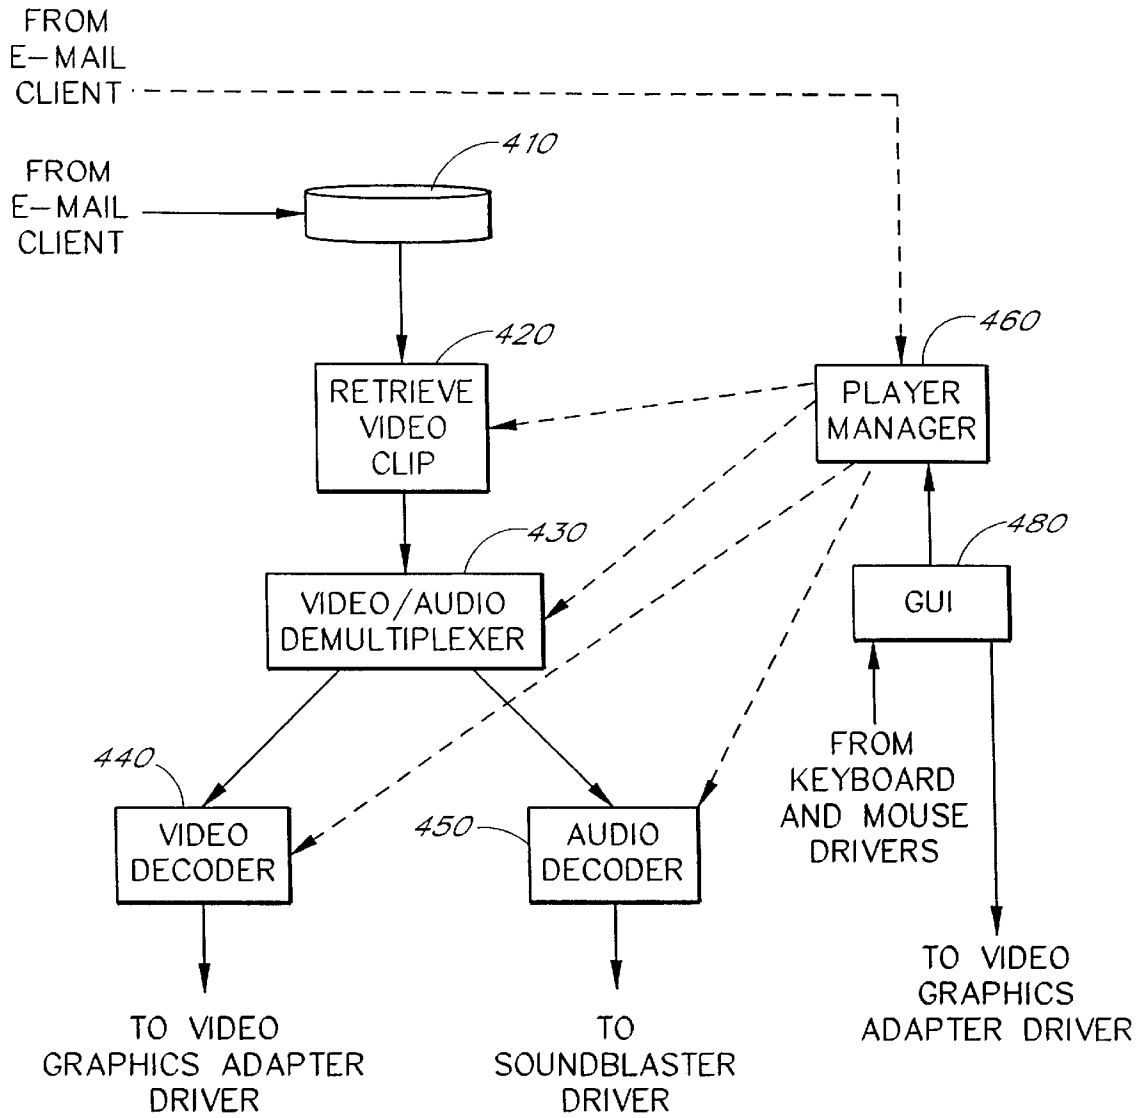 FROM
E-MAIL
CLIENT
410
FROM
E-MAIL
CLIENT
420
460
RETRIEVE
VIDEO
CLIP
PLAYER
MANAGER
430
480
VIDEO/AUDIO
DEMULTIPLEXER
GUI
440
450
VIDEO
DECODER
AUDIO
DECODER
FROM
KEYBOARD
AND MOUSE
DRIVERS
TO VIDEO
GRAPHICS
ADAPTER DRIVER
TO VIDEO
GRAPHICS ADAPTER
DRIVER
TO
SOUNDBLASTER
DRIVER